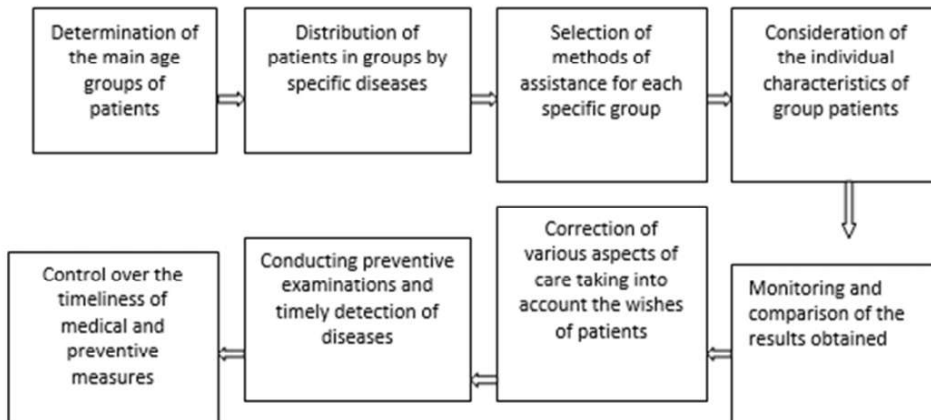 Determination of
the main age
groups of
patients
Distribution of
patients in groups by
specific diseases
Selection of
methods of
assistance for each
specific group
Consideration of
the individual
characteristics of
group patients
Monitoring and
comparison of the
results obtained
Correction of
various aspects of
care taking into
account the wishes
of patients
Conducting preventive
examinations and
timely detection of
diseases
Control over the
timeliness of
medical and
preventive
measures